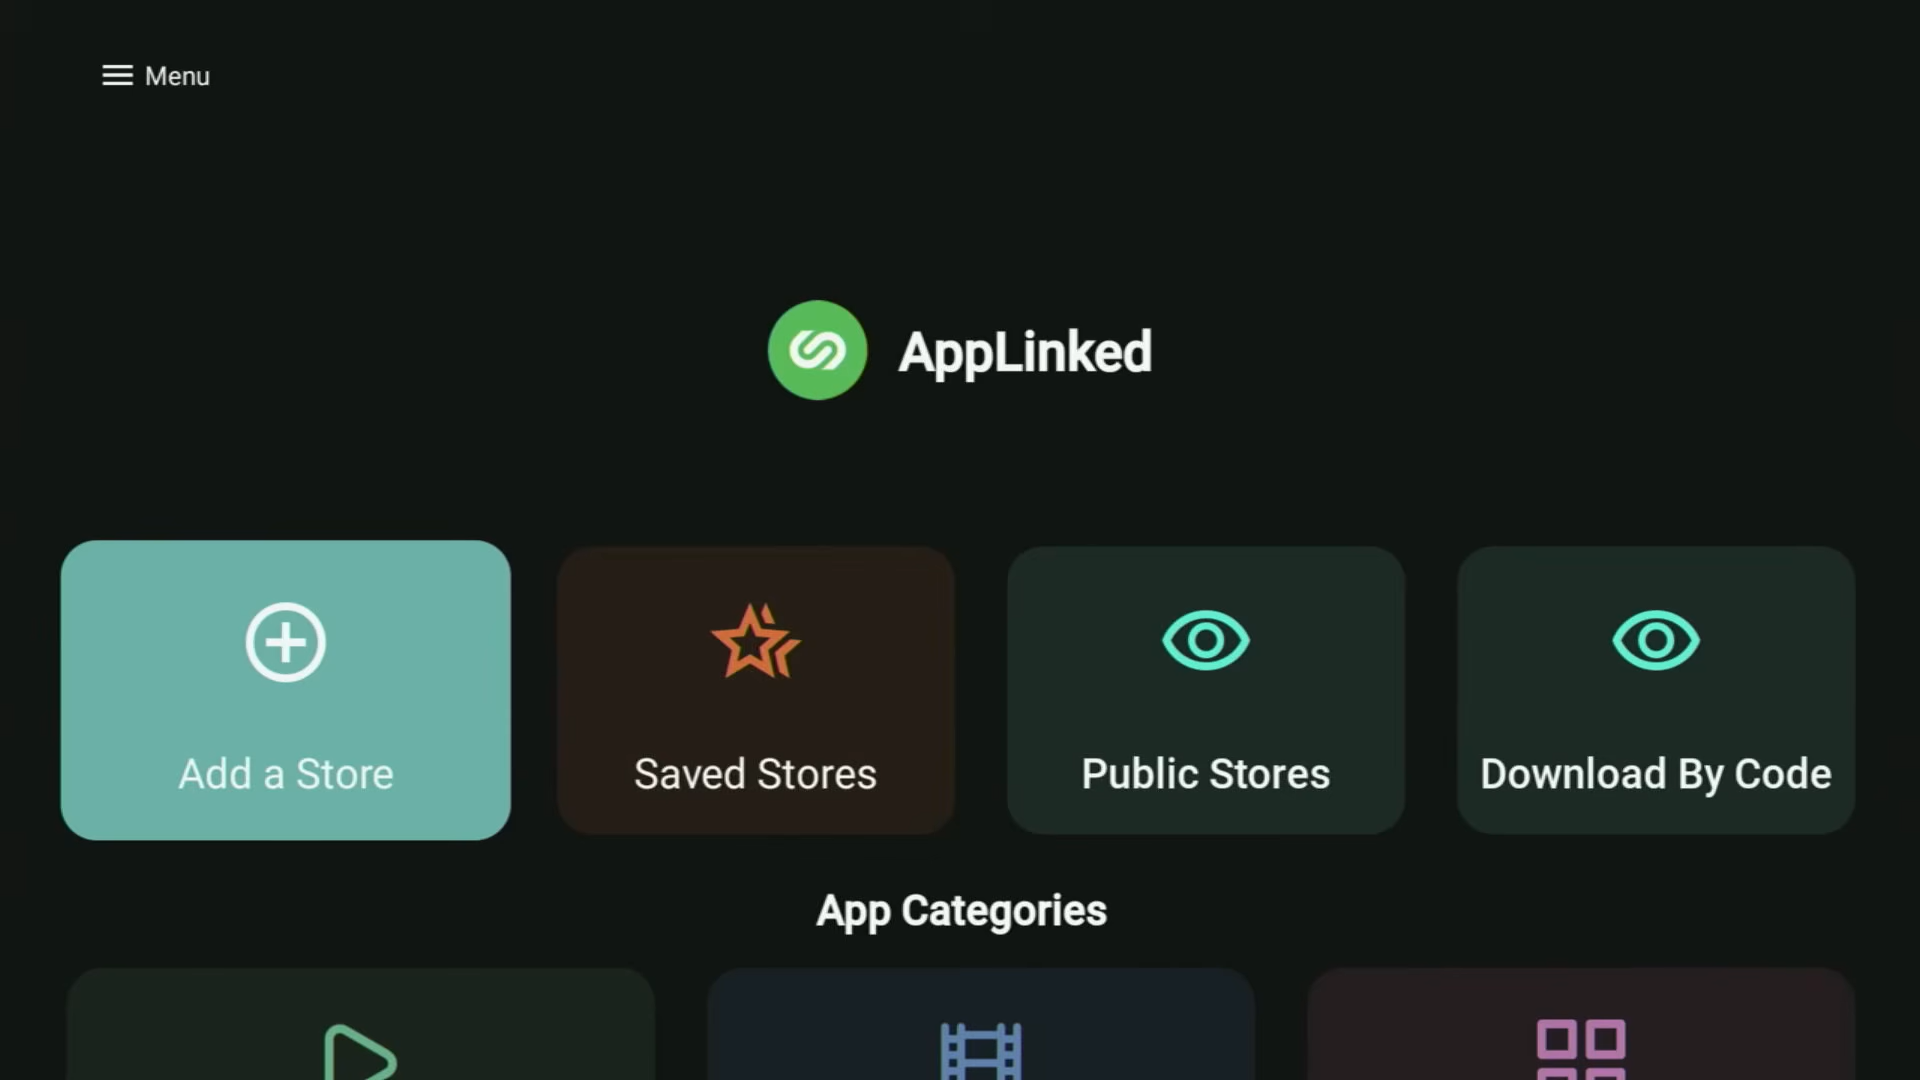 Menu
AppLinked
Add a Store
Saved Stores
Public Stores
Download By Code
App Categories